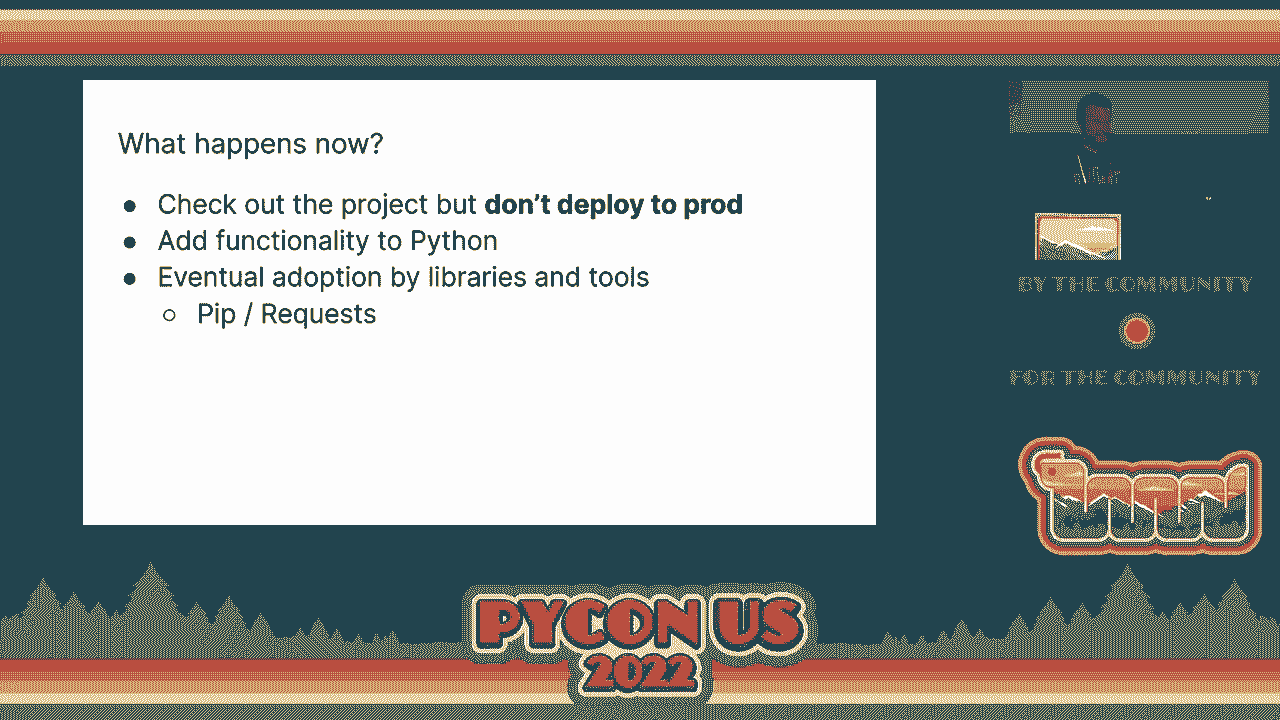 What happens now?
● Check out the project but don't deploy to prod
● Add functionality to Python
● Eventual adoption by libraries and tools
○ Pip / Requests
BY THE COMMUNITY
FOR THE COMMUNITY
PYCON US
2022